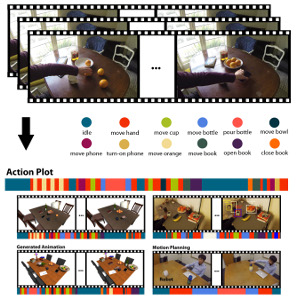 idle move hand move cup move bottle pour bottle move bowl
move phone turn-on phone move orange move book open book close book
Action Plot
Generated Animation Motion Planning